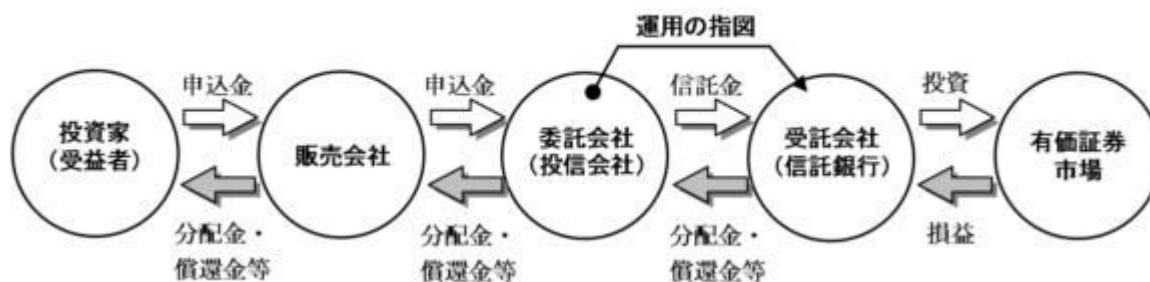 運用の指図
申込金
申込金
信託金
投資
投資家
(受益者)
販売会社
委託会社
(投信会社)
受託会社
(信託銀行)
有価証券
市場
分配金・
償還金等
分配金・
償還金等
分配金・
償還金等
損益